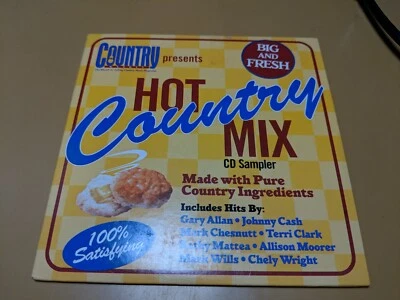 COUNTRY presents
BIG
AND
FRESH
HOT
Country
MIX
CD Sampler
Made with Pure
Country Ingredients
Includes Hits By:
Gary Allan • Johnny Cash
Mark Chesnutt • Terri Clark
Kathy Mattea • Allison Moorer
Mark Wills • Chely Wright
100%
Satisfying